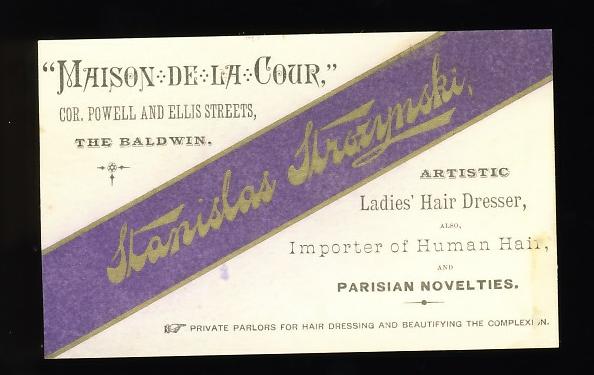 "MAISON·DE·LA·COUR,"
COR. POWELL AND ELLIS STREETS,
THE BALDWIN.
Stanislas Strozynski,
ARTISTIC
Ladies' Hair Dresser,
ALSO,
Importer of Human Hair,
AND
PARISIAN NOVELTIES.
☞ PRIVATE PARLORS FOR HAIR DRESSING AND BEAUTIFYING THE COMPLEXION.